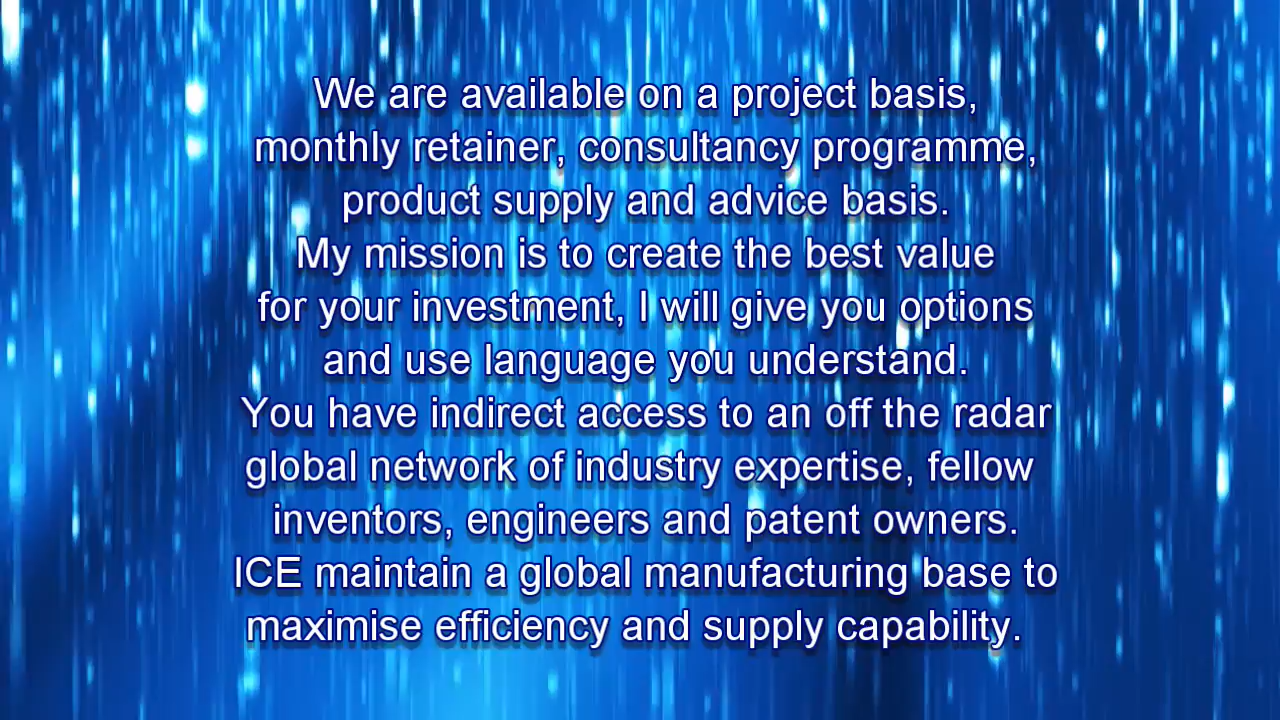 We are available on a project basis,
monthly retainer, consultancy programme,
product supply and advice basis.
My mission is to create the best value
for your investment, I will give you options
and use language you understand.
You have indirect access to an off the radar
global network of industry expertise, fellow
inventors, engineers and patent owners.
ICE maintain a global manufacturing base to
maximise efficiency and supply capability.